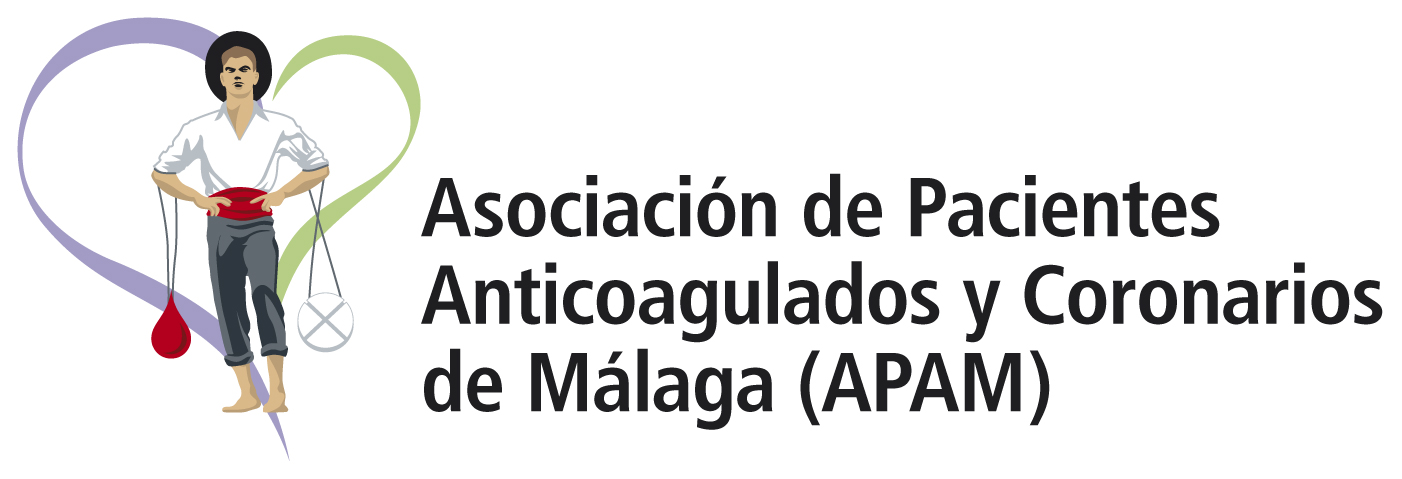 Asociación de Pacientes
Anticoagulados y Coronarios
de Málaga (APAM)